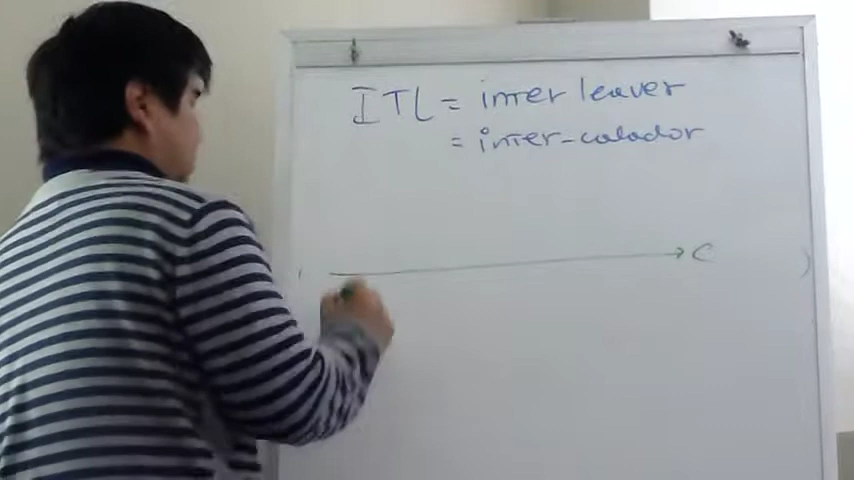 ITL = inter leaver
= inter-calador
C